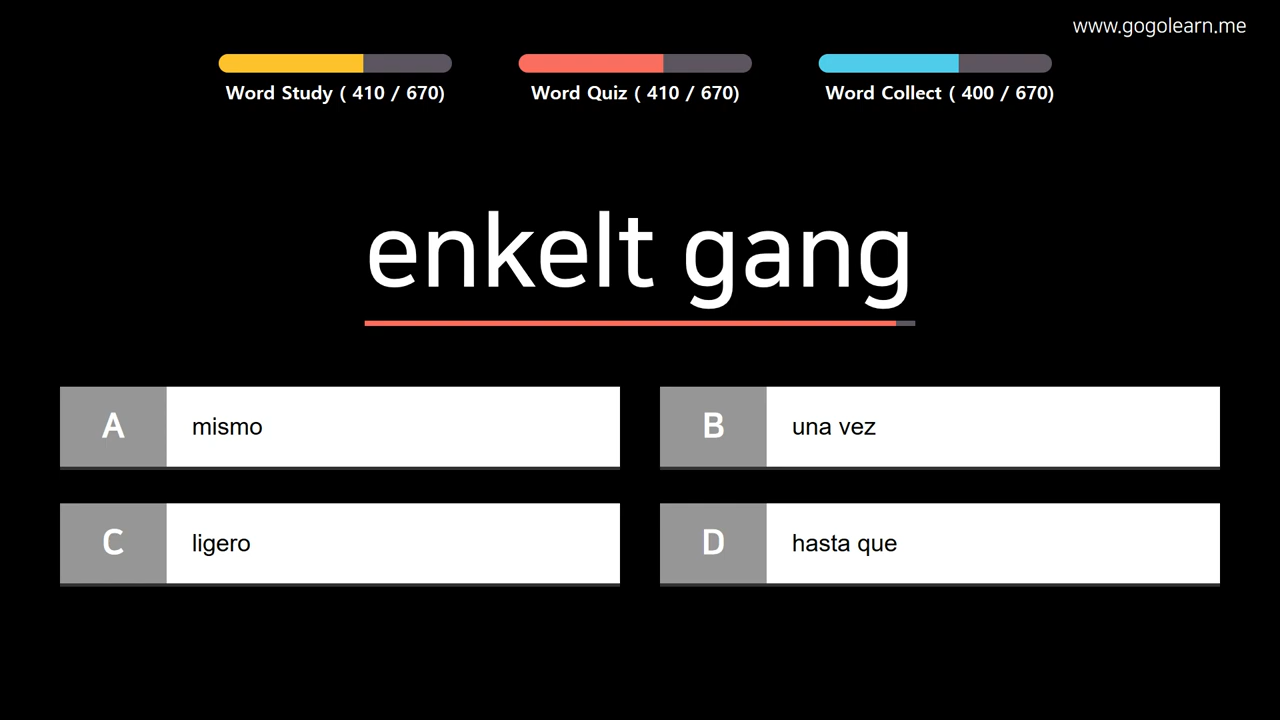 www.gogolearn.me
Word Study ( 410 / 670)
Word Quiz ( 410 / 670)
Word Collect ( 400 / 670)
enkelt gang
A mismo
B una vez
C ligero
D hasta que